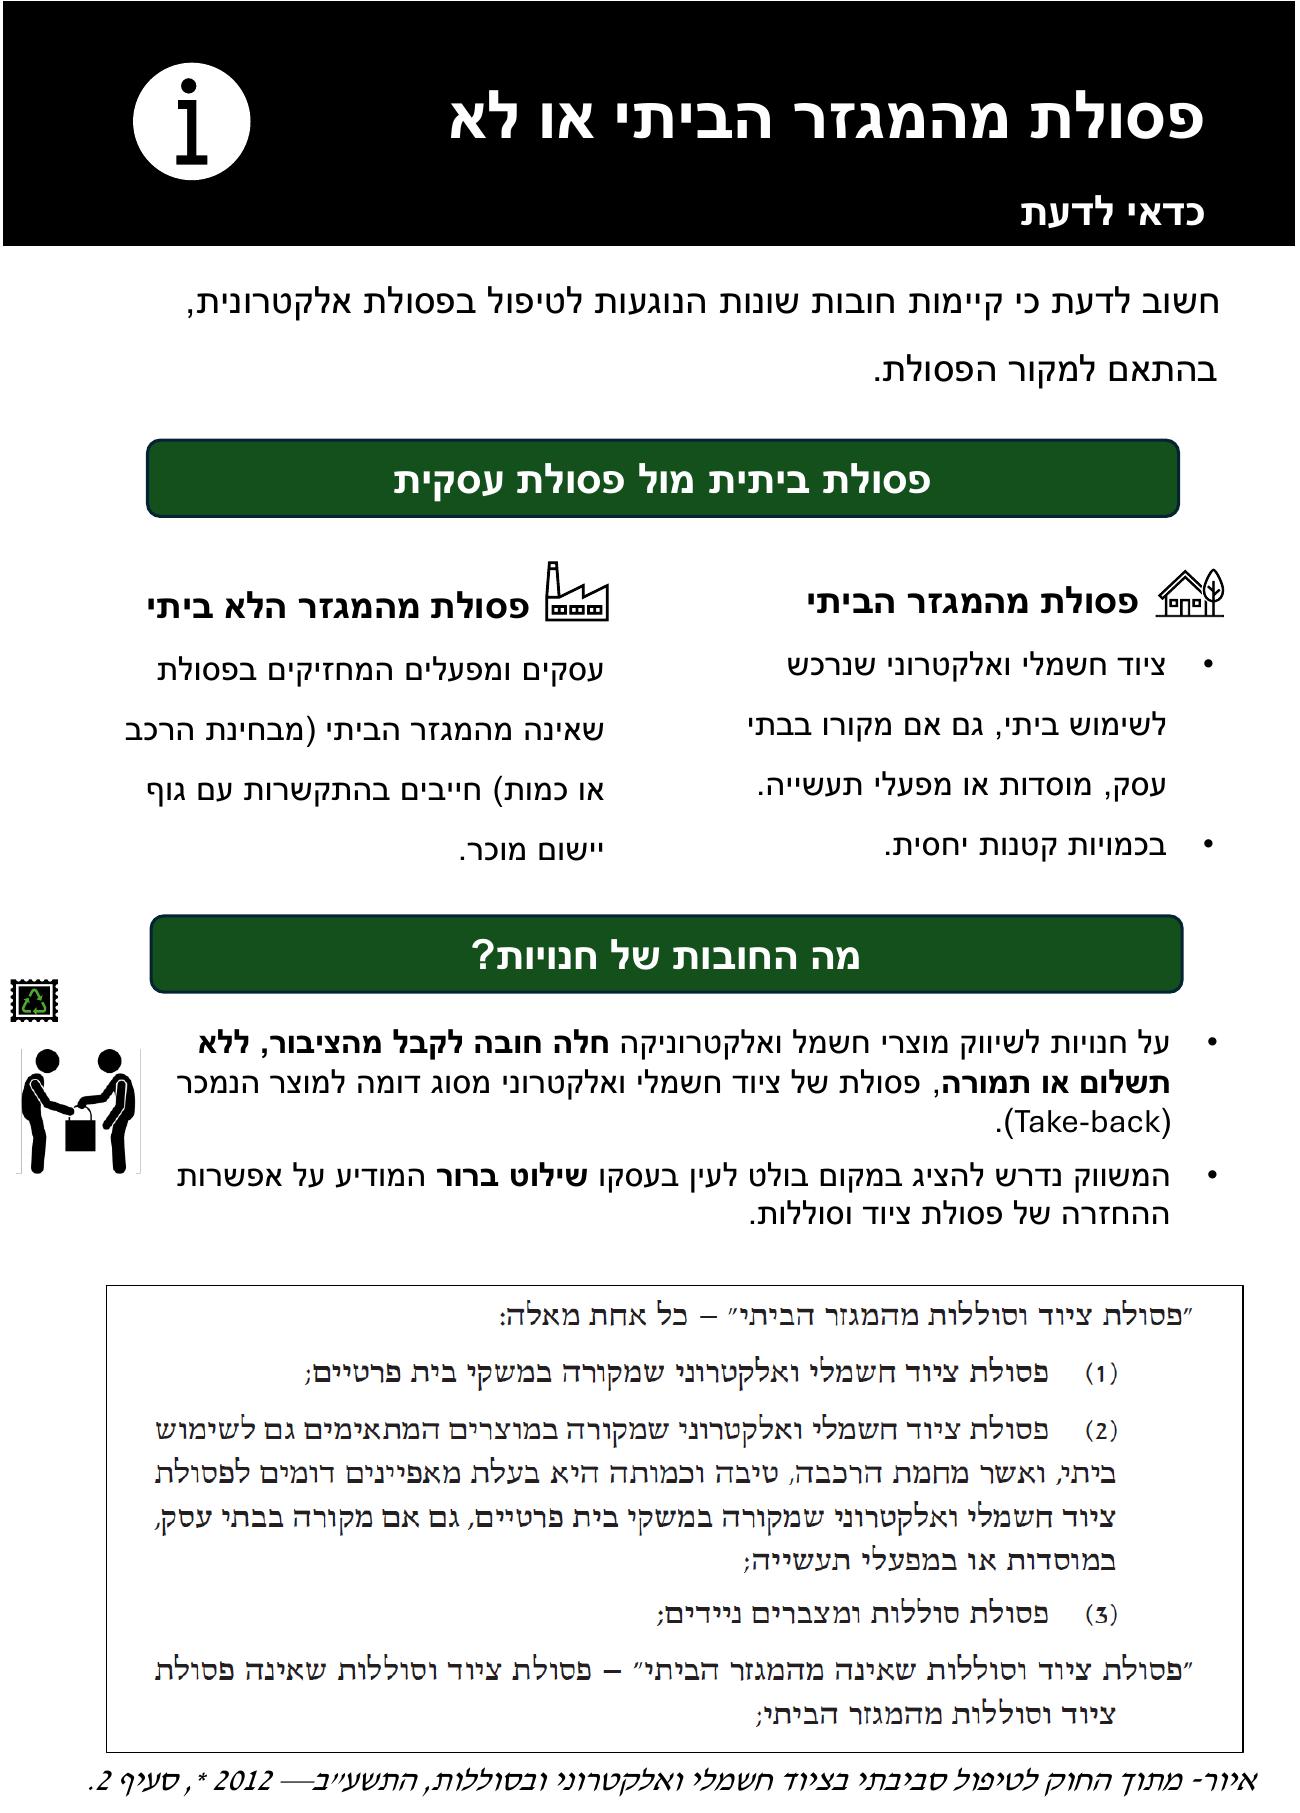 פסולת מהמגזר הביתי או לא
כדאי לדעת
חשוב לדעת כי קיימות חובות שונות הנוגעות לטיפול בפסולת אלקטרונית,
בהתאם למקור הפסולת.
פסולת ביתית מול פסולת עסקית
פסולת מהמגזר הביתי
• ציוד חשמלי ואלקטרוני שנרכש
לשימוש ביתי, גם אם מקורו בבתי
עסק, מוסדות או מפעלי תעשייה.
• בכמויות קטנות יחסית.
פסולת מהמגזר הלא ביתי
עסקים ומפעלים המחזיקים בפסולת
שאינה מהמגזר הביתי (מבחינת הרכב
או כמות) חייבים בהתקשרות עם גוף
יישום מוכר.
מה החובות של חנויות?
• על חנויות לשיווק מוצרי חשמל ואלקטרוניקה חלה חובה לקבל מהציבור, ללא
תשלום או תמורה, פסולת של ציוד חשמלי ואלקטרוני מסוג דומה למוצר הנמכר
(Take-back).
• המשווק נדרש להציג במקום בולט לעין בעסקו שילוט ברור המודיע על אפשרות
ההחזרה של פסולת ציוד וסוללות.
"פסולת ציוד וסוללות מהמגזר הביתי" – כל אחת מאלה:
(1) פסולת ציוד חשמלי ואלקטרוני שמקורה במשקי בית פרטיים;
(2) פסולת ציוד חשמלי ואלקטרוני שמקורה במוצרים המתאימים גם לשימוש
ביתי, ואשר מחמת הרכבה, טיבה וכמותה היא בעלת מאפיינים דומים לפסולת
ציוד חשמלי ואלקטרוני שמקורה במשקי בית פרטיים, גם אם מקורה בבתי עסק,
במוסדות או במפעלי תעשייה;
(3) פסולת סוללות ומצברים ניידים;
"פסולת ציוד וסוללות שאינה מהמגזר הביתי" – פסולת ציוד וסוללות שאינה פסולת
ציוד וסוללות מהמגזר הביתי;
איור- מתוך החוק לטיפול סביבתי בציוד חשמלי ואלקטרוני ובסוללות, התשע"ב— 2012 *, סעיף 2.